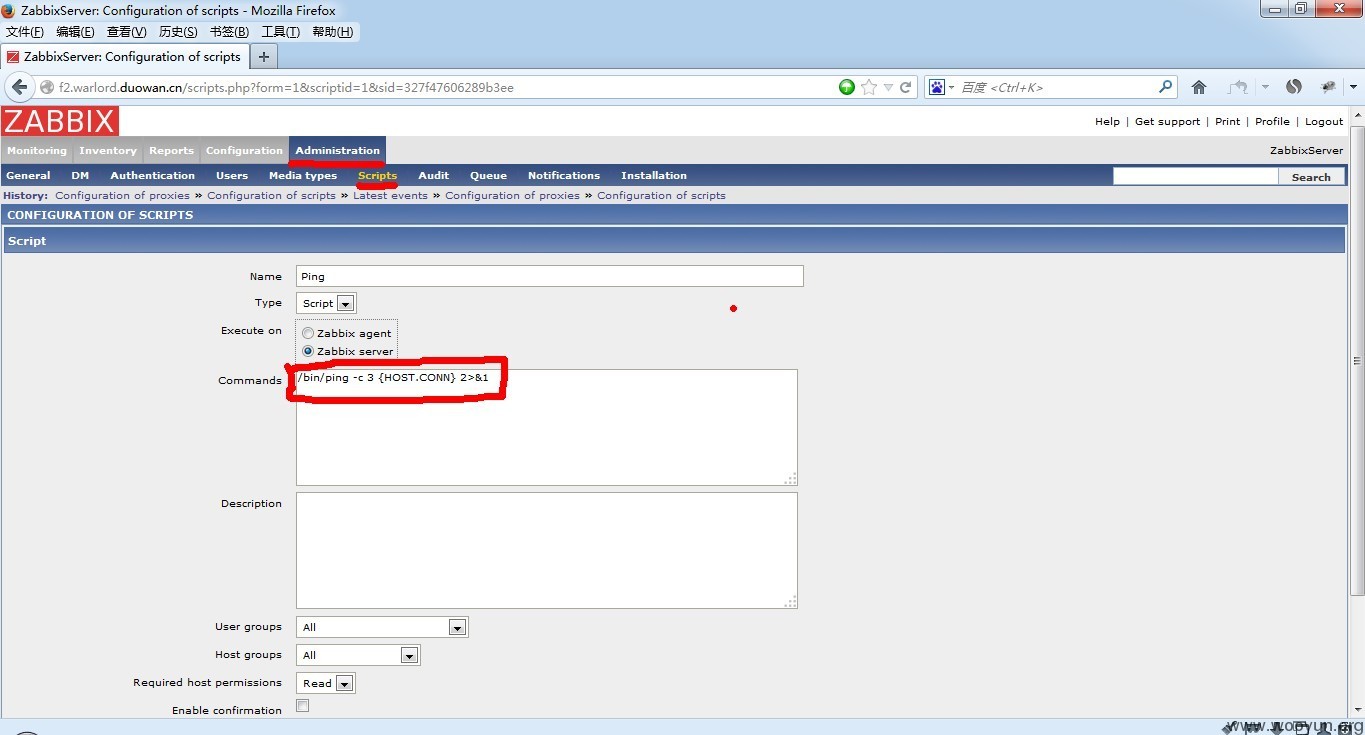 ZabbixServer: Configuration of scripts - Mozilla Firefox
文件(F) 编辑(E) 查看(V) 历史(S) 书签(B) 工具(T) 帮助(H)
ZabbixServer: Configuration of scripts
f2.warlord.duowan.cn/scripts.php?form=1&scriptid=1&sid=327f47606289b3ee
百度 <Ctrl+K>
ZABBIX
Help | Get support | Print | Profile | Logout
Monitoring Inventory Reports Configuration Administration
ZabbixServer
General DM Authentication Users Media types Scripts Audit Queue Notifications Installation
Search
History: Configuration of proxies » Configuration of scripts » Latest events » Configuration of proxies » Configuration of scripts
CONFIGURATION OF SCRIPTS
Script
Name Ping
Type Script
Execute on Zabbix agent
Zabbix server
Commands /bin/ping -c 3 {HOST.CONN} 2>&1
Description
User groups All
Host groups All
Required host permissions Read
Enable confirmation
www.wooyun.org